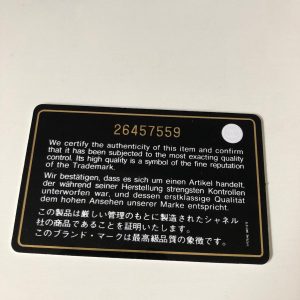 26457559
We certify the authenticity of this item and confirm
that it has been subjected to the most exacting quality
control. Its high quality is a symbol of the fine reputation
of the Trademark.
Wir bestätigen, dass es sich um einen Artikel handelt,
der während seiner Herstellung strengsten Kontrollen
unterworfen war, und dessen erstklassige Qualität
dem hohen Ansehen unserer Marke entspricht.
この製品は厳しい管理のもとに製造されたシャネル
社の商品であることを証明いたします。
このブランド・マークは最高級品質の象徴です。